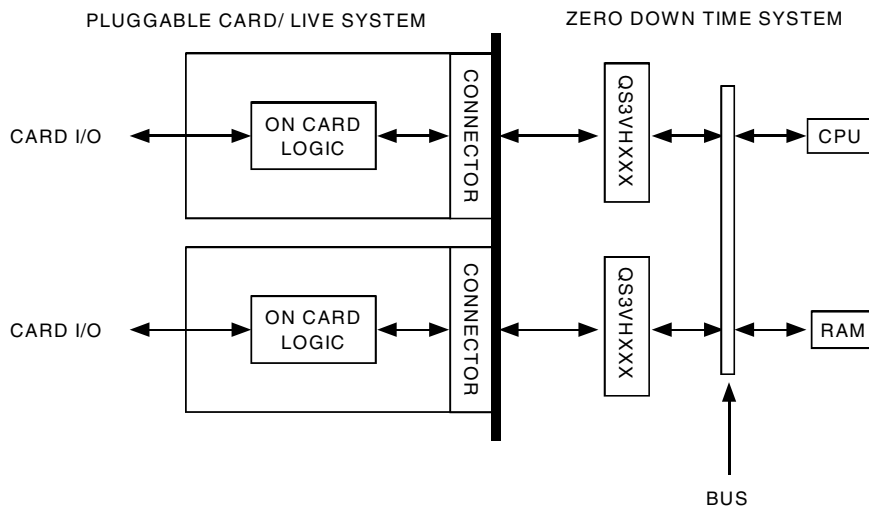 PLUGGABLE CARD/ LIVE SYSTEM
ZERO DOWN TIME SYSTEM
CARD I/O
ON CARD
LOGIC
CONNECTOR
QS3VHXXX
CPU
CARD I/O
ON CARD
LOGIC
CONNECTOR
QS3VHXXX
RAM
BUS